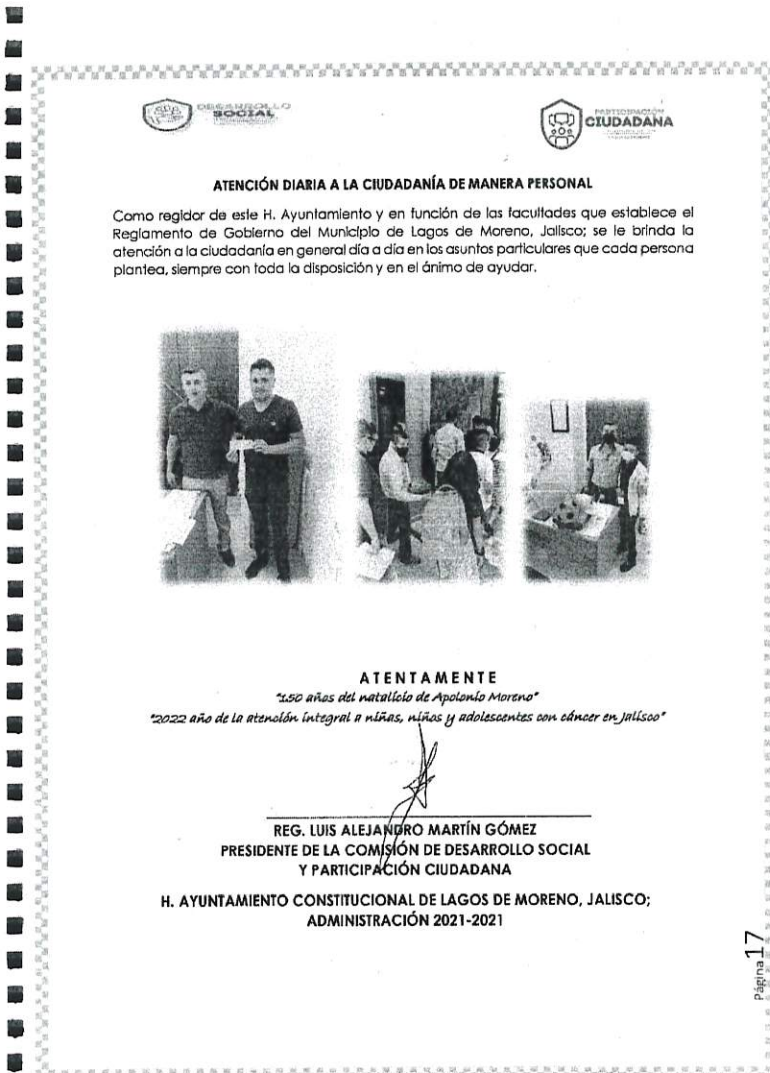 DESARROLLO
SOCIAL
PARTICIPACIÓN
CIUDADANA
ATENCIÓN DIARIA A LA CIUDADANÍA DE MANERA PERSONAL
Como regidor de este H. Ayuntamiento y en función de las facultades que establece el
Reglamento de Gobierno del Municipio de Lagos de Moreno, Jalisco; se le brinda la
atención a la ciudadanía en general día a día en los asuntos particulares que cada persona
plantea, siempre con toda la disposición y en el ánimo de ayudar.
ATENTAMENTE
"150 años del natalicio de Apolonio Moreno"
"2022 año de la atención integral a niñas, niños y adolescentes con cáncer en Jalisco"
REG. LUIS ALEJANDRO MARTÍN GÓMEZ
PRESIDENTE DE LA COMISIÓN DE DESARROLLO SOCIAL
Y PARTICIPACIÓN CIUDADANA
H. AYUNTAMIENTO CONSTITUCIONAL DE LAGOS DE MORENO, JALISCO;
ADMINISTRACIÓN 2021-2021
Página 17